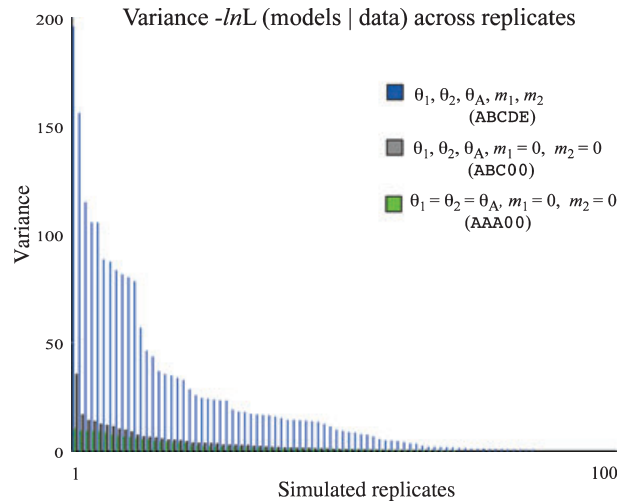 Variance -lnL (models | data) across replicates
200
150
100
50
0
Variance
θ1, θ2, θA, m1, m2
(ABCDE)
θ1, θ2, θA, m1 = 0, m2 = 0
(ABC00)
θ1 = θ2 = θA, m1 = 0, m2 = 0
(AAA00)
1
100
Simulated replicates